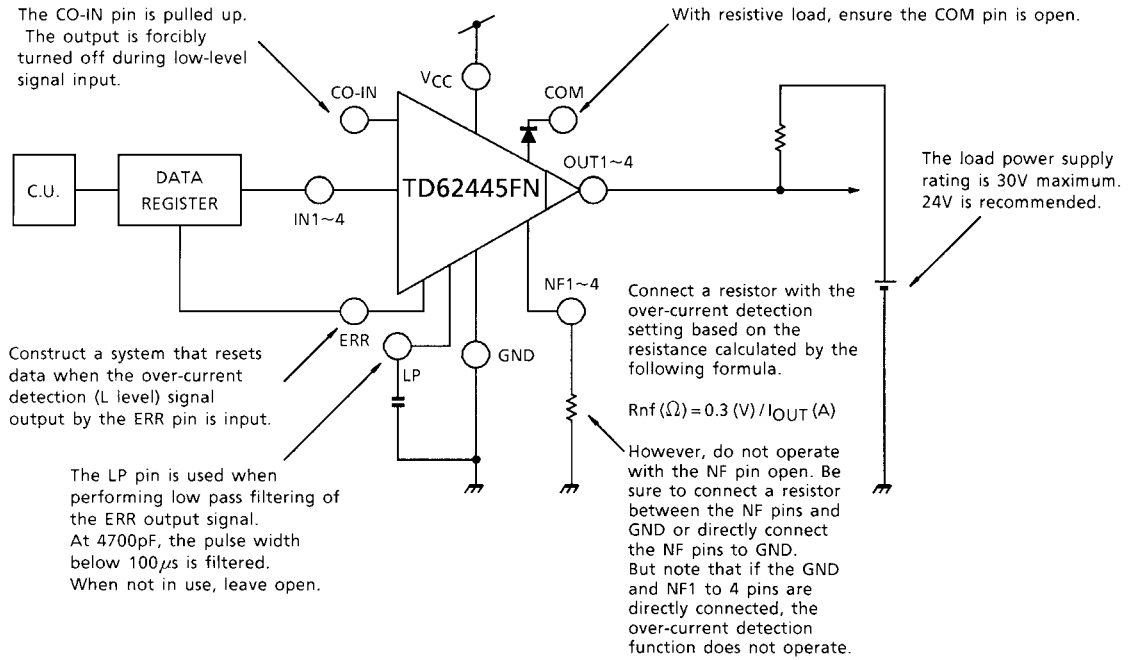 The CO-IN pin is pulled up.
The output is forcibly
turned off during low-level
signal input.
With resistive load, ensure the COM pin is open.
VCC
CO-IN
COM
OUT1~4
C.U.
DATA
REGISTER
IN1~4
TD62445FN
The load power supply
rating is 30V maximum.
24V is recommended.
NF1~4
ERR
LP
GND
Construct a system that resets
data when the over-current
detection (L level) signal
output by the ERR pin is input.
Connect a resistor with the
over-current detection
setting based on the
resistance calculated by the
following formula.
Rnf (Ω) = 0.3 (V) / IOUT (A)
The LP pin is used when
performing low pass filtering of
the ERR output signal.
At 4700pF, the pulse width
below 100μs is filtered.
When not in use, leave open.
However, do not operate
with the NF pin open. Be
sure to connect a resistor
between the NF pins and
GND or directly connect
the NF pins to GND.
But note that if the GND
and NF1 to 4 pins are
directly connected, the
over-current detection
function does not operate.